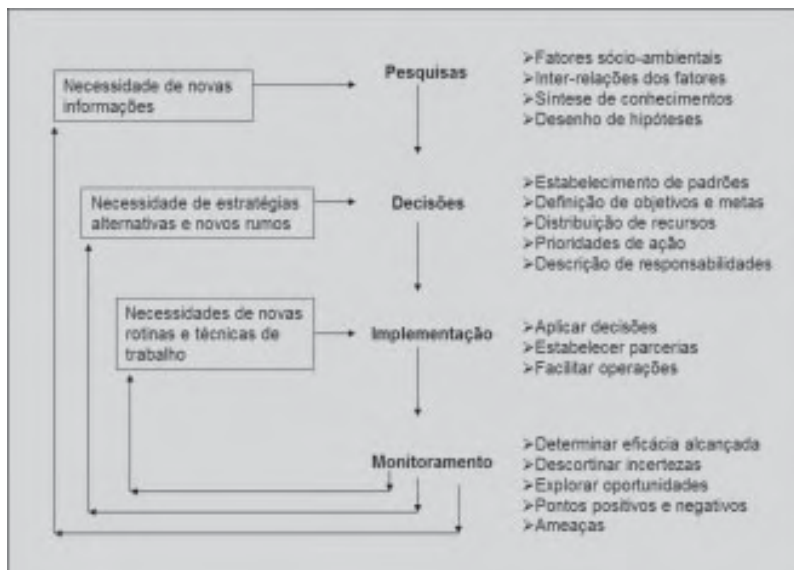 Necessidade de novas
informações
Pesquisas
➢Fatores sócio-ambientais
➢Inter-relações dos fatores
➢Síntese de conhecimentos
➢Desenho de hipóteses
Necessidade de estratégias
alternativas e novos rumos
Decisões
➢Estabelecimento de padrões
➢Definição de objetivos e metas
➢Distribuição de recursos
➢Prioridades de ação
➢Descrição de responsabilidades
Necessidades de novas
rotinas e técnicas de
trabalho
Implementação
➢Aplicar decisões
➢Estabelecer parcerias
➢Facilitar operações
Monitoramento
➢Determinar eficácia alcançada
➢Descortinar incertezas
➢Explorar oportunidades
➢Pontos positivos e negativos
➢Ameaças